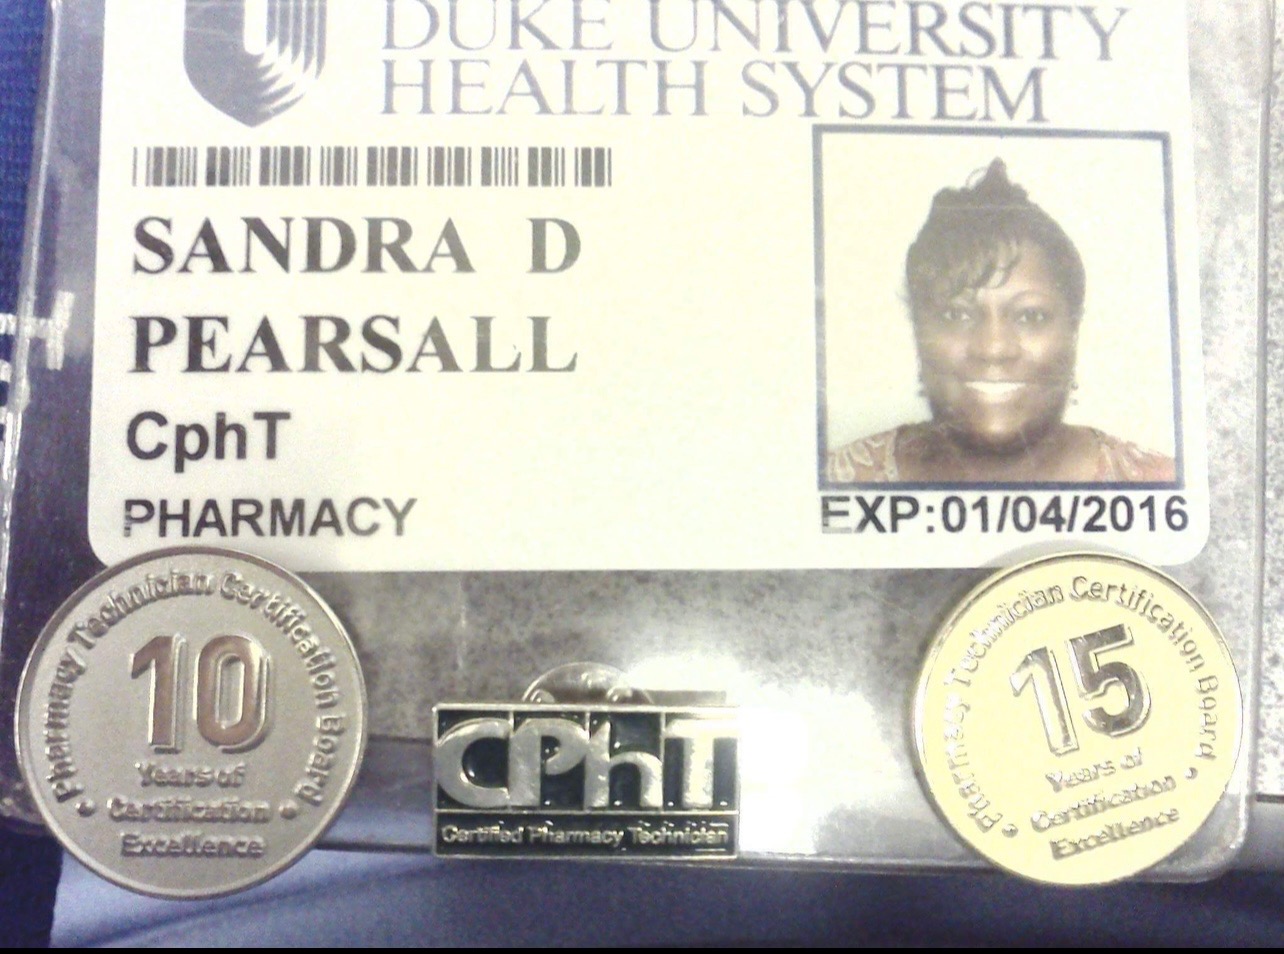 DUKE UNIVERSITY
HEALTH SYSTEM
SANDRA D
PEARSALL
CphT
PHARMACY
EXP:01/04/2016
Pharmacy Technician Certification Board
10
Years of
Certification
Excellence
CPhT
Certified Pharmacy Technician
Pharmacy Technician Certification Board
15
Years of
Certification
Excellence